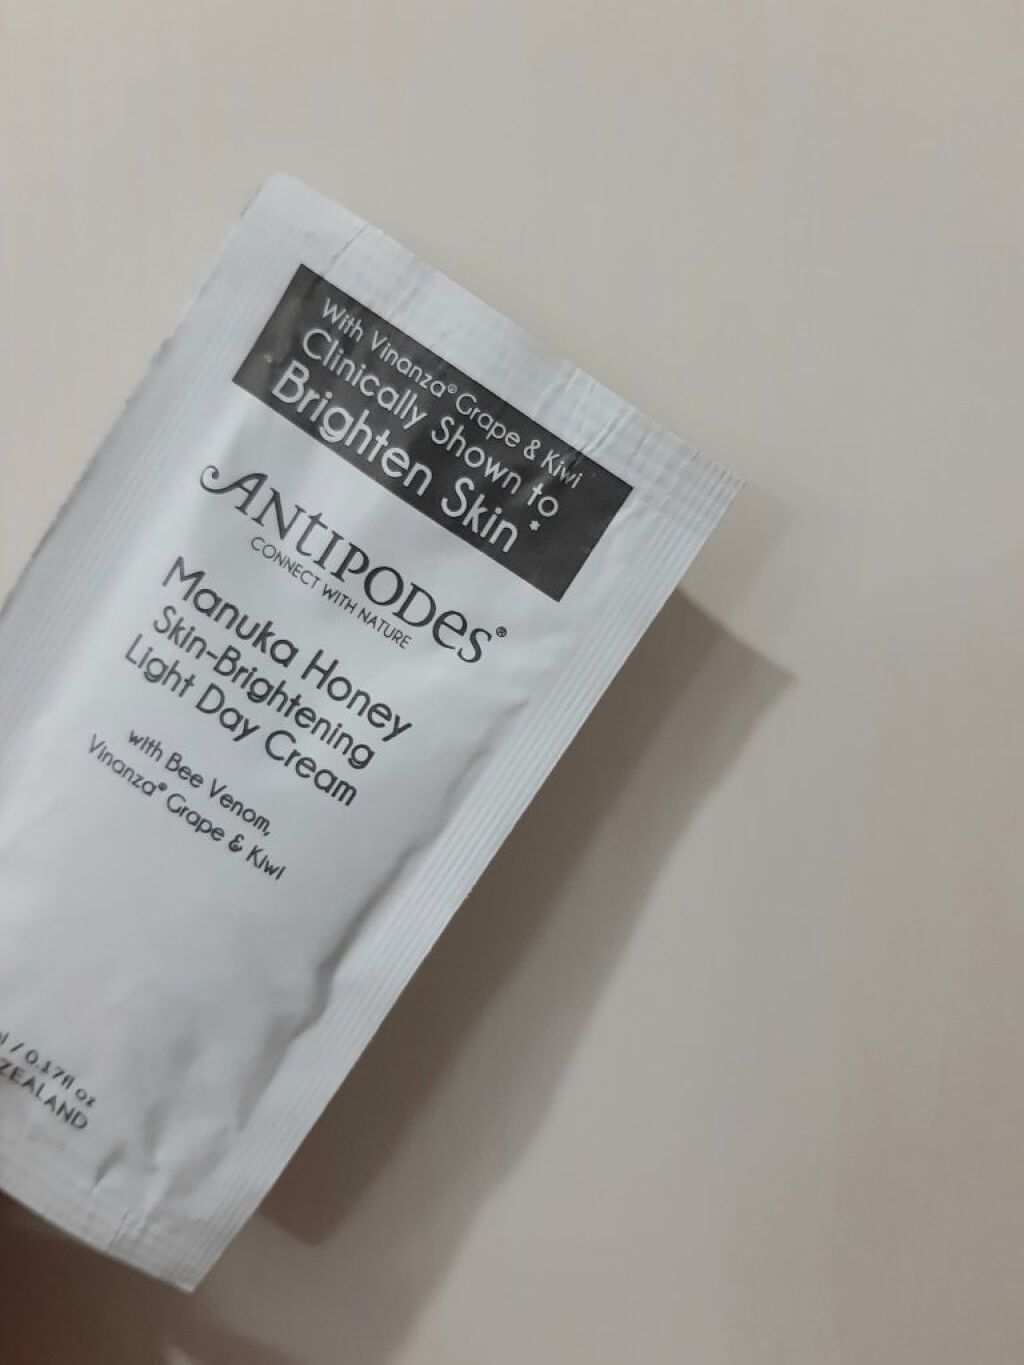 With Vinanza® Grape & Kiwi
Clinically Shown to
Brighten Skin*
ANTIPODES®
CONNECT WITH NATURE
Manuka Honey
Skin-Brightening
Light Day Cream
with Bee Venom,
Vinanza® Grape & Kiwi
/ 0.17fl oz
ZEALAND